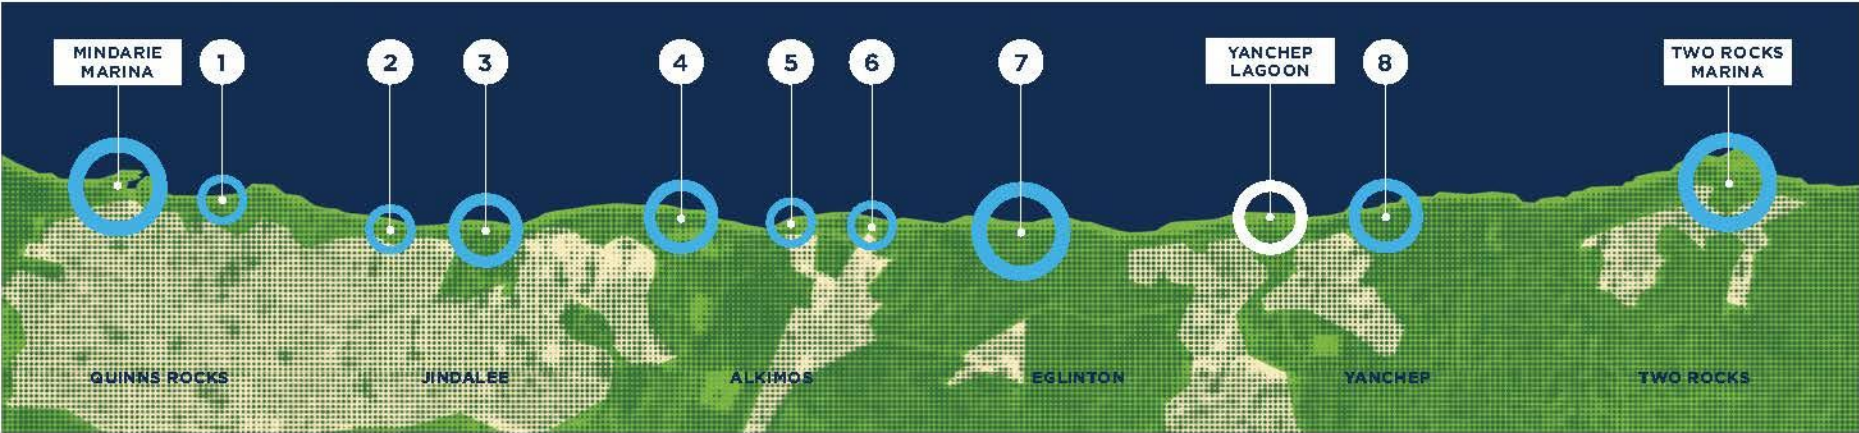 MINDARIE
MARINA
1
2
3
4
5
6
7
YANCHEP
LAGOON
8
TWO ROCKS
MARINA
QUINNS ROCKS
JINDALEE
ALKIMOS
EGLINTON
YANCHEP
TWO ROCKS